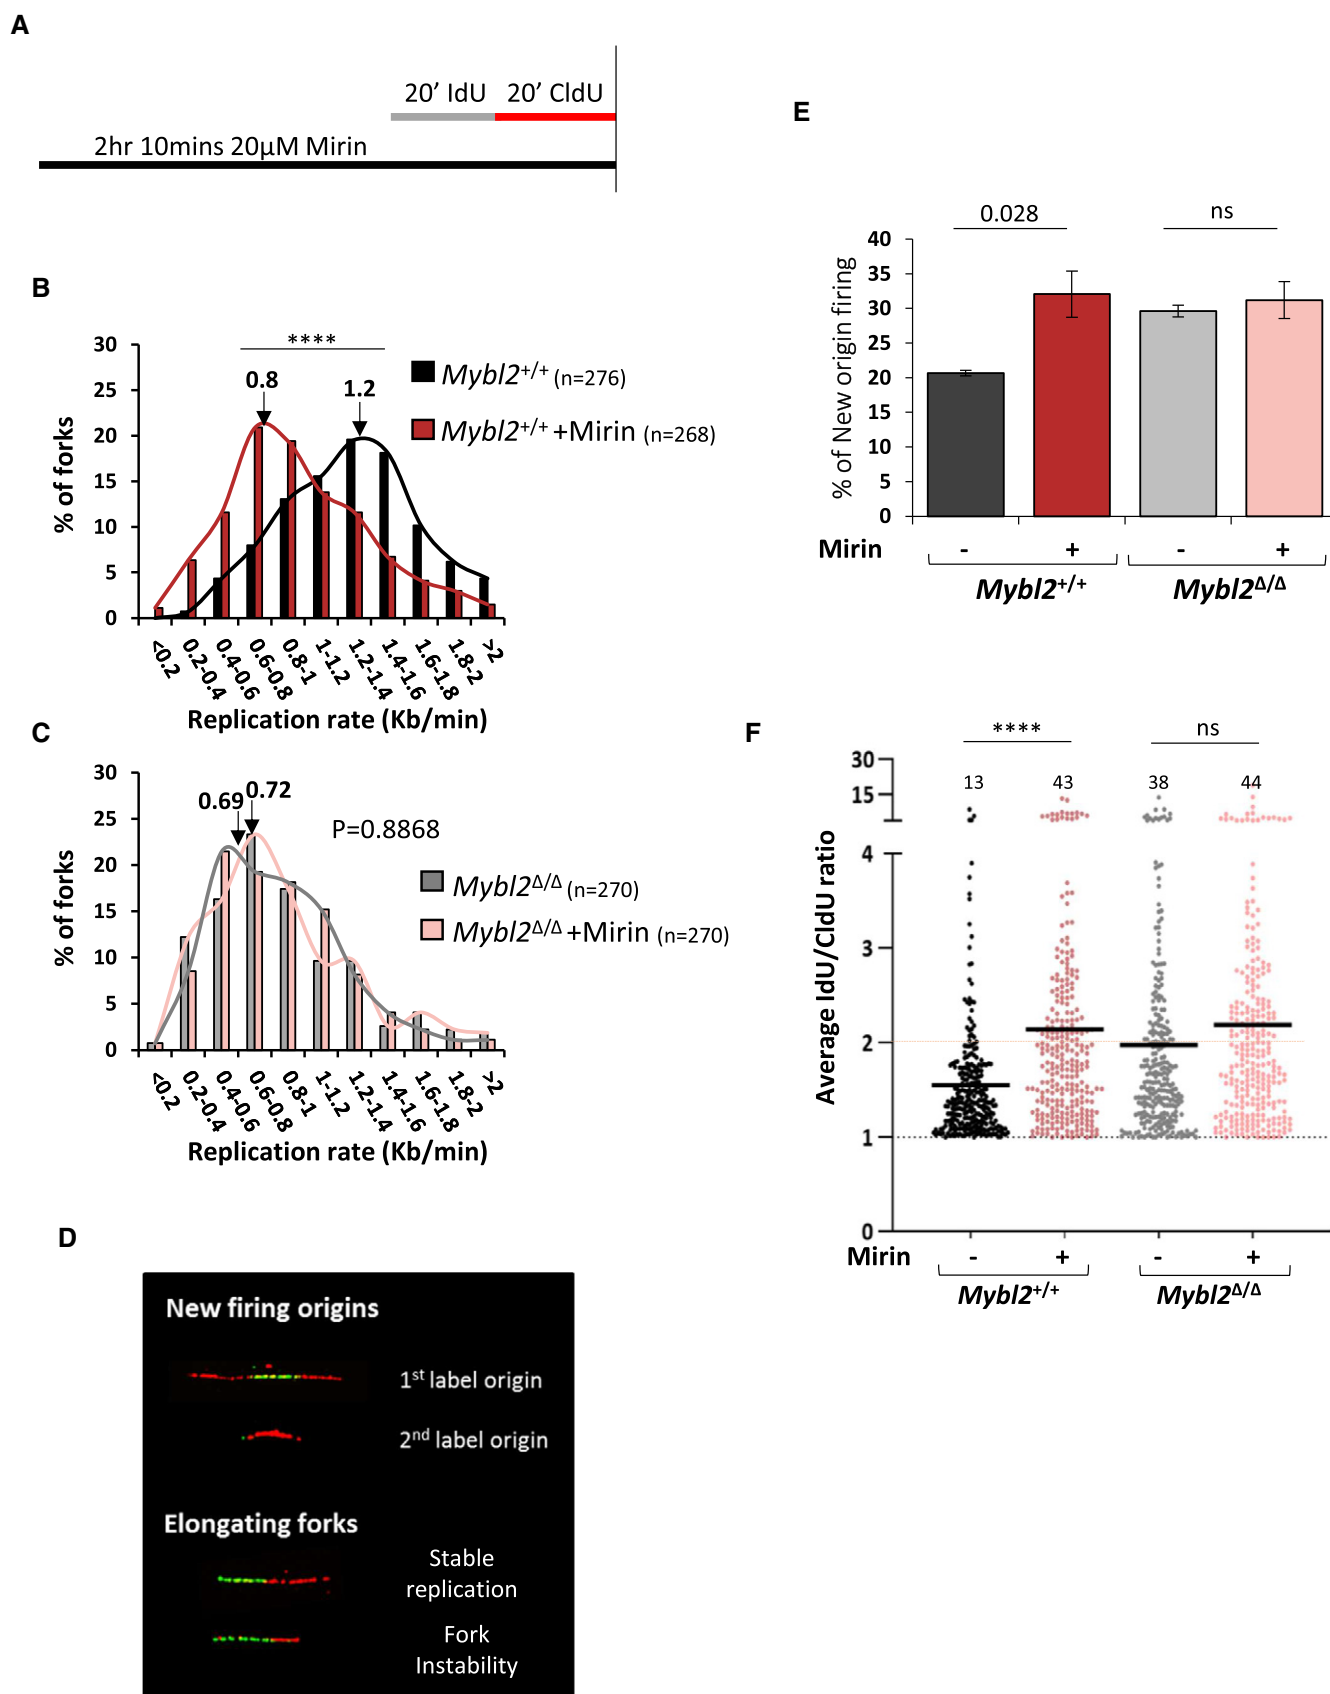 A
20' IdU 20' CldU
2hr 10mins 20µM Mirin
B
****
0.8
1.2
Mybl2+/+ (n=276)
Mybl2+/+ +Mirin (n=268)
% of forks
30
25
20
15
10
5
0
<0.2
0.2-0.4
0.4-0.6
0.6-0.8
0.8-1
1-1.2
1.2-1.4
1.4-1.6
1.6-1.8
1.8-2
>2
Replication rate (Kb/min)
C
0.69
0.72
P=0.8868
Mybl2Δ/Δ (n=270)
Mybl2Δ/Δ +Mirin (n=270)
% of forks
30
25
20
15
10
5
0
<0.2
0.2-0.4
0.4-0.6
0.6-0.8
0.8-1
1-1.2
1.2-1.4
1.4-1.6
1.6-1.8
1.8-2
>2
Replication rate (Kb/min)
D
New firing origins
1st label origin
2nd label origin
Elongating forks
Stable
replication
Fork
Instability
E
0.028
ns
% of New origin firing
40
35
30
25
20
15
10
5
0
Mirin - + - +
Mybl2+/+ Mybl2Δ/Δ
F
**** ns
13 43 38 44
Average IdU/CldU ratio
30
15
4
3
2
1
0
Mirin - + - +
Mybl2+/+ Mybl2Δ/Δ